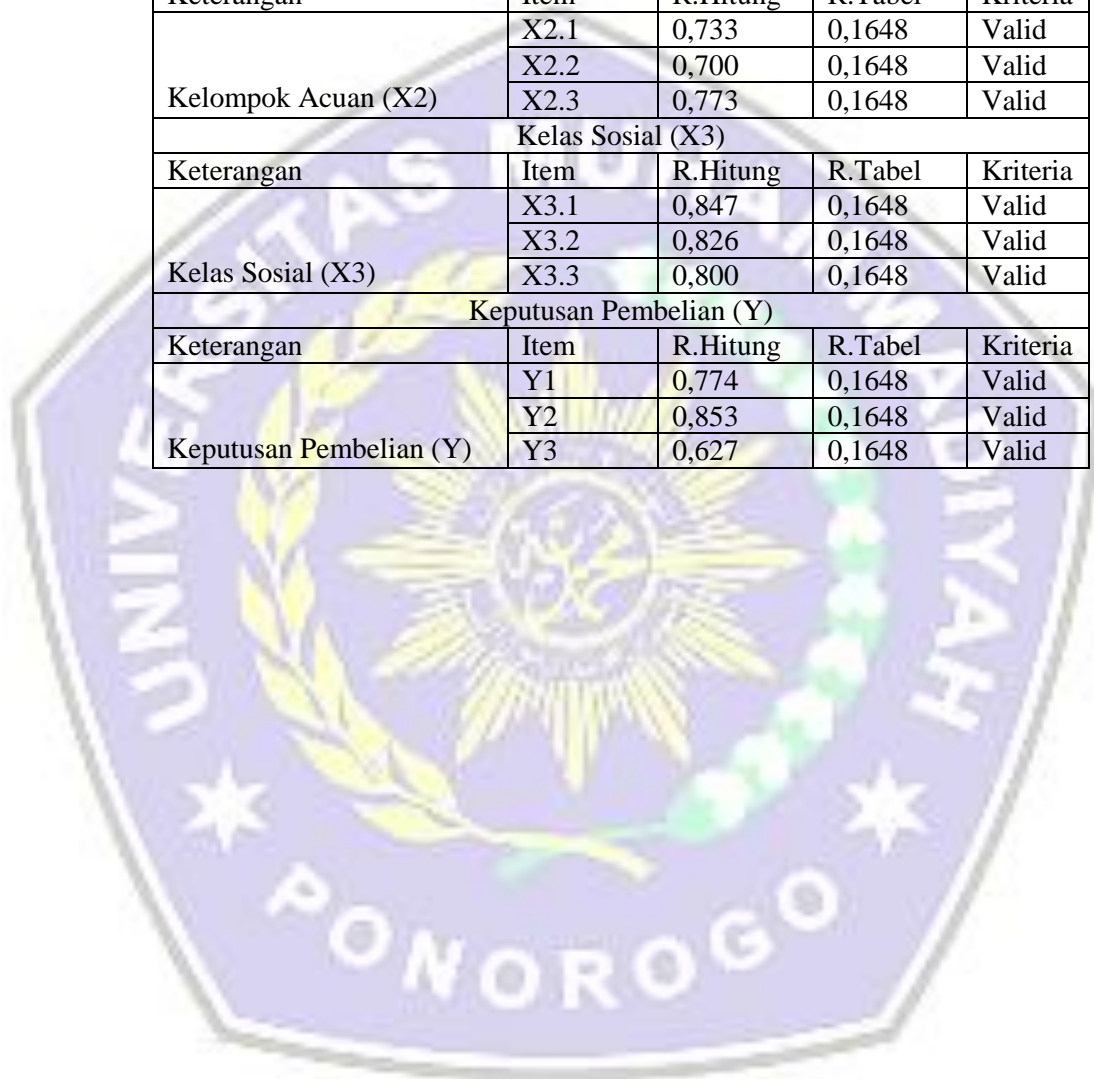 Keterangan Item R.Hitung R.Tabel Kriteria
X2.1 0,733 0,1648 Valid
X2.2 0,700 0,1648 Valid
Kelompok Acuan (X2) X2.3 0,773 0,1648 Valid
Kelas Sosial (X3)
Keterangan Item R.Hitung R.Tabel Kriteria
X3.1 0,847 0,1648 Valid
X3.2 0,826 0,1648 Valid
Kelas Sosial (X3) X3.3 0,800 0,1648 Valid
Keputusan Pembelian (Y)
Keterangan Item R.Hitung R.Tabel Kriteria
Y1 0,774 0,1648 Valid
Y2 0,853 0,1648 Valid
Keputusan Pembelian (Y) Y3 0,627 0,1648 Valid
UNIVERSITAS MUHAMMADIYAH
PONOROGO